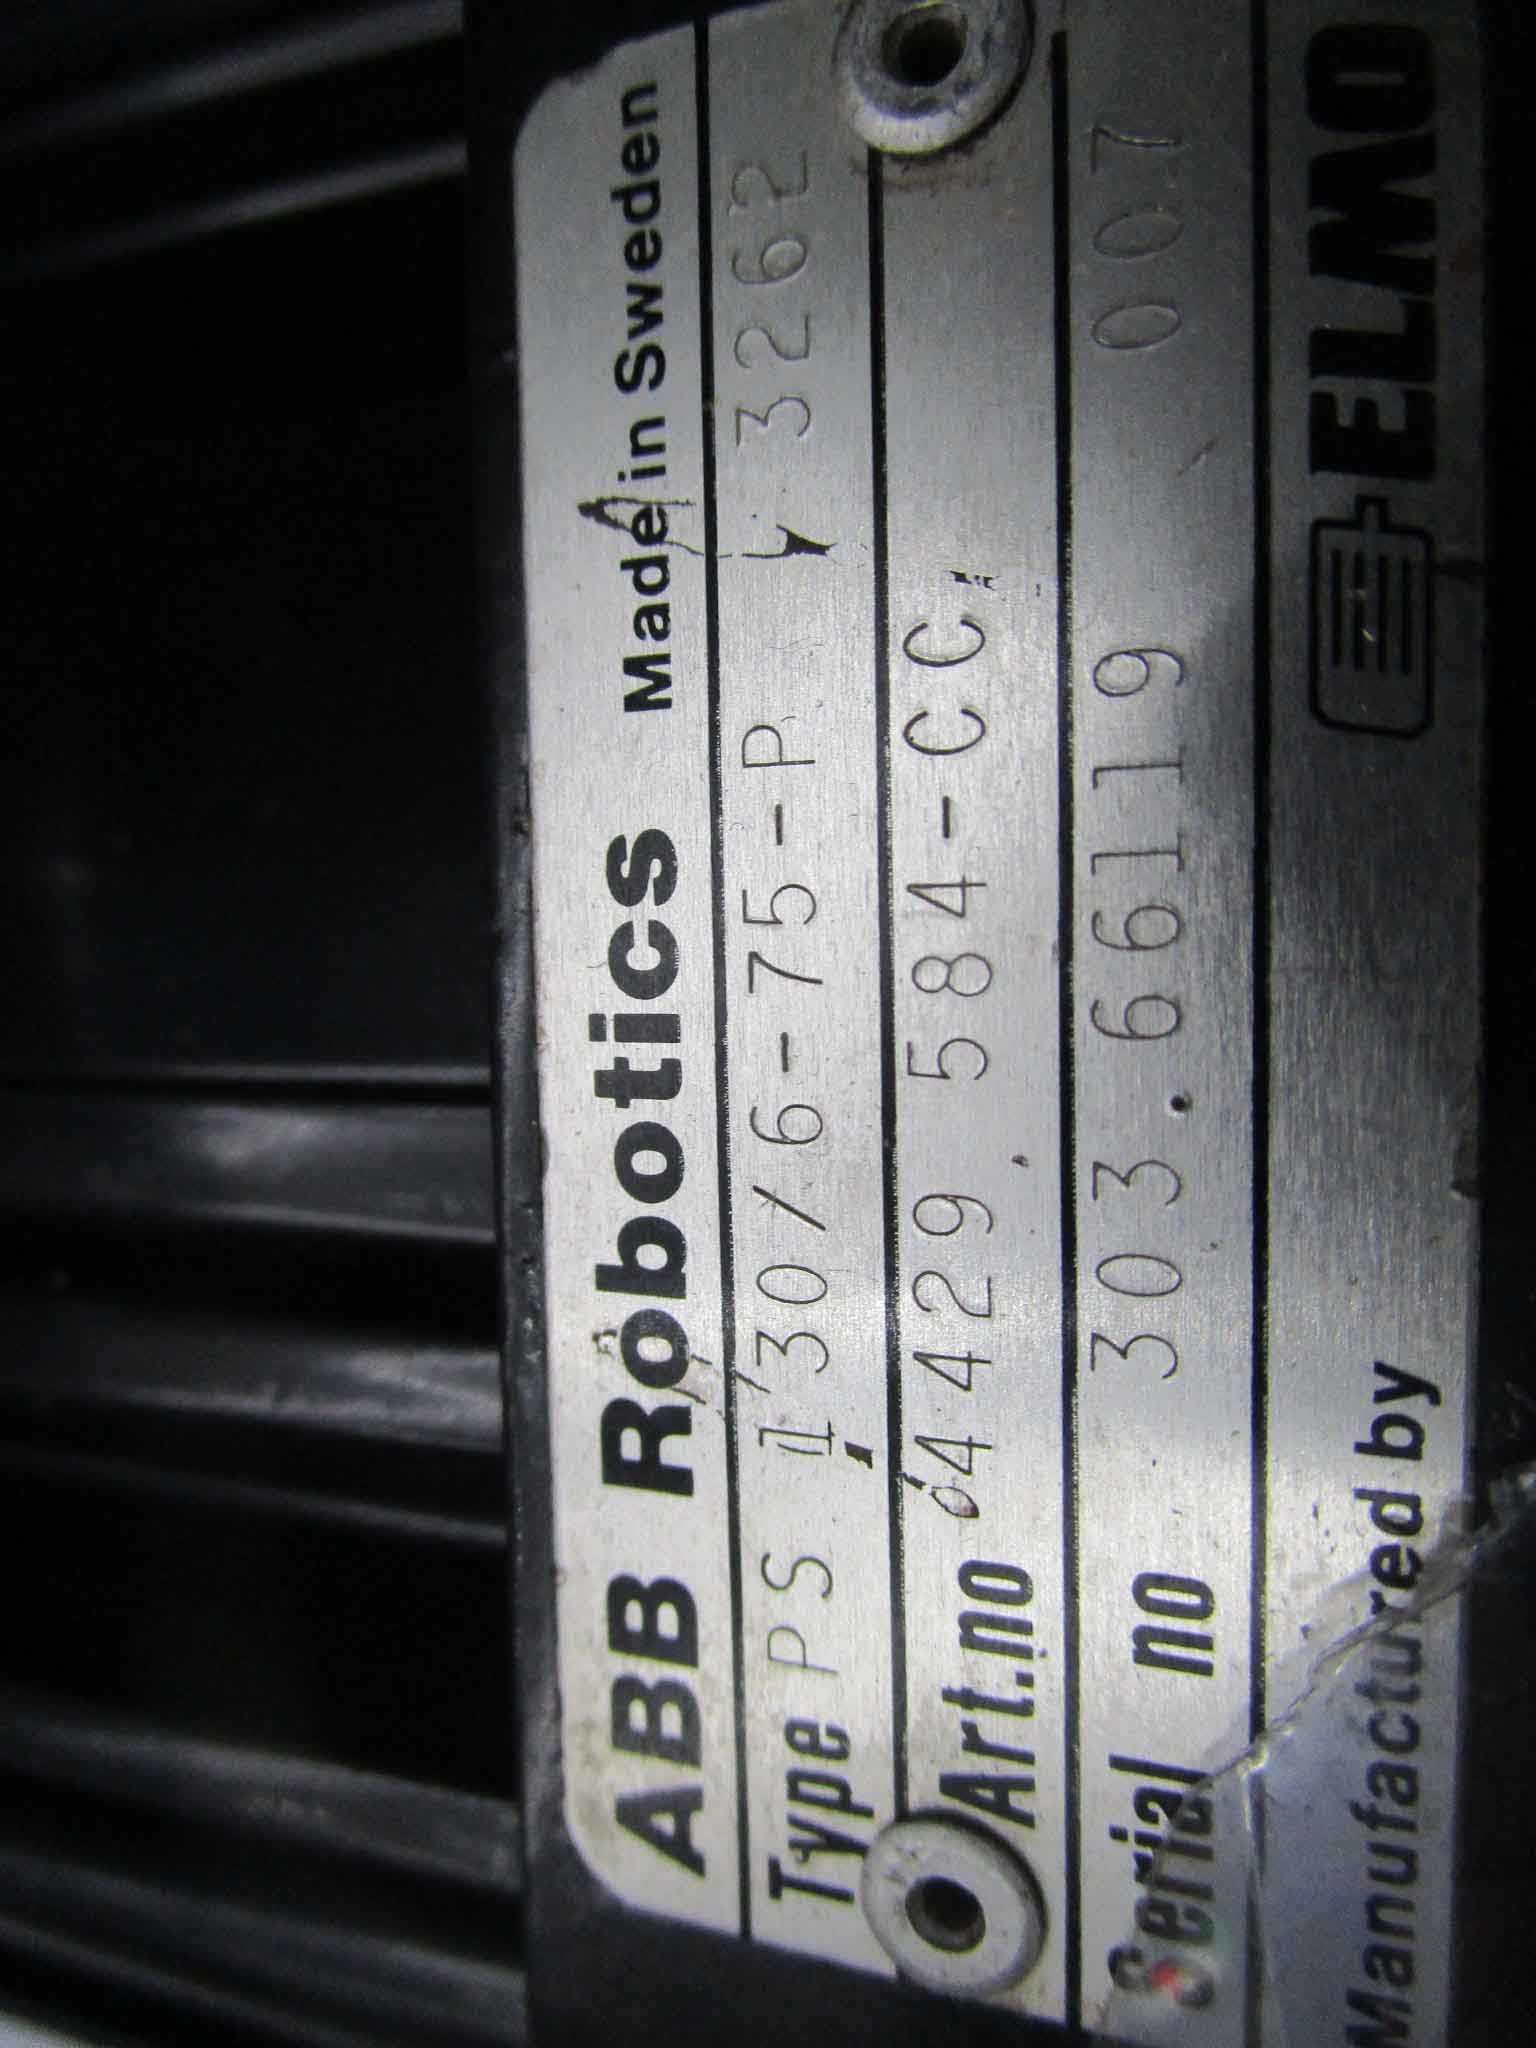 ABB Robotics Made in Sweden
Type PS 130/6-75-P 3262
Art.no 4429 584-CC
Serial no 303.66119 007
Manufactured by ELMO